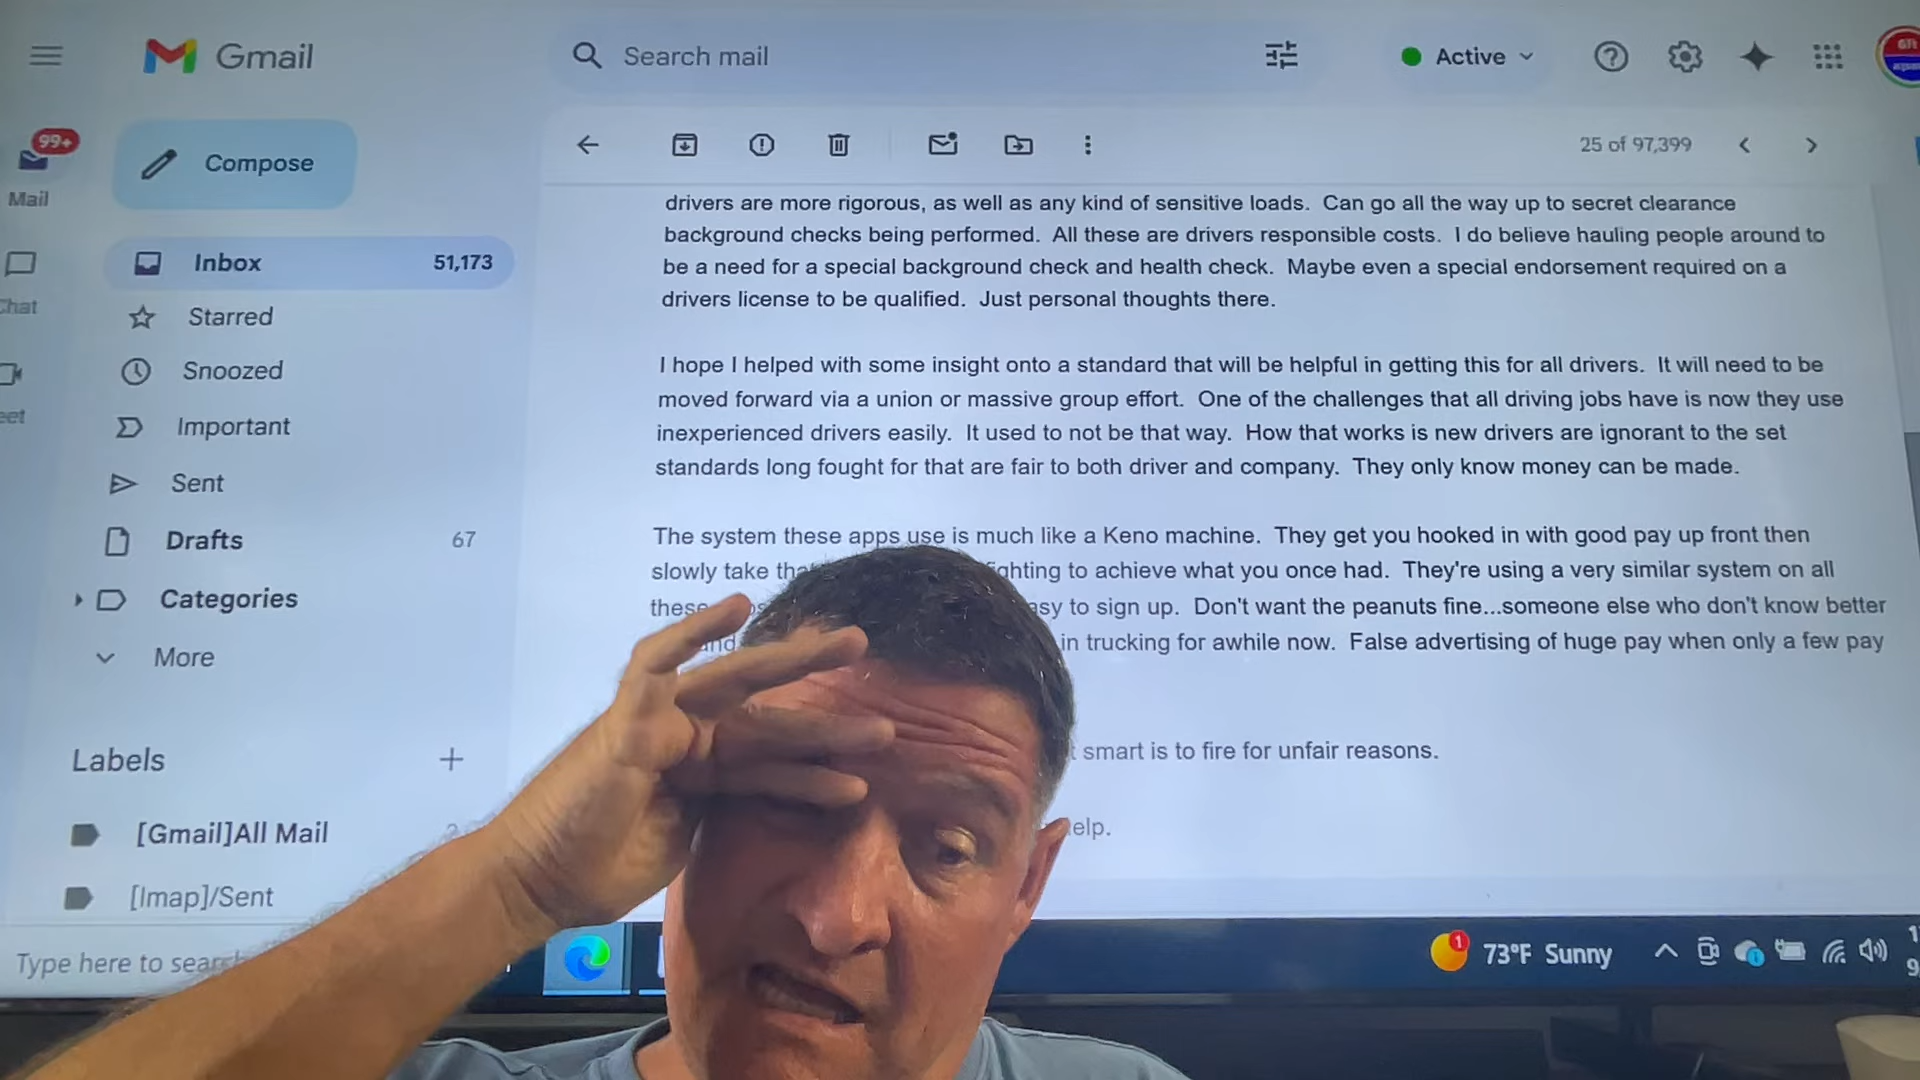 Gmail
Search mail
Active
99+
Mail
Compose
25 of 97,399
Inbox 51,173
Starred
Snoozed
Important
Sent
Drafts 67
Categories
More
Labels
[Gmail]All Mail
[Imap]/Sent
drivers are more rigorous, as well as any kind of sensitive loads. Can go all the way up to secret clearance
background checks being performed. All these are drivers responsible costs. I do believe hauling people around to
be a need for a special background check and health check. Maybe even a special endorsement required on a
drivers license to be qualified. Just personal thoughts there.
I hope I helped with some insight onto a standard that will be helpful in getting this for all drivers. It will need to be
moved forward via a union or massive group effort. One of the challenges that all driving jobs have is now they use
inexperienced drivers easily. It used to not be that way. How that works is new drivers are ignorant to the set
standards long fought for that are fair to both driver and company. They only know money can be made.
The system these apps use is much like a Keno machine. They get you hooked in with good pay up front then
slowly take to achieve what you once had. They're using a very similar system on all
these to sign up. Don't want the peanuts fine...someone else who don't know better
in trucking for awhile now. False advertising of huge pay when only a few pay
smart is to fire for unfair reasons.
Type here to
1
73°F Sunny